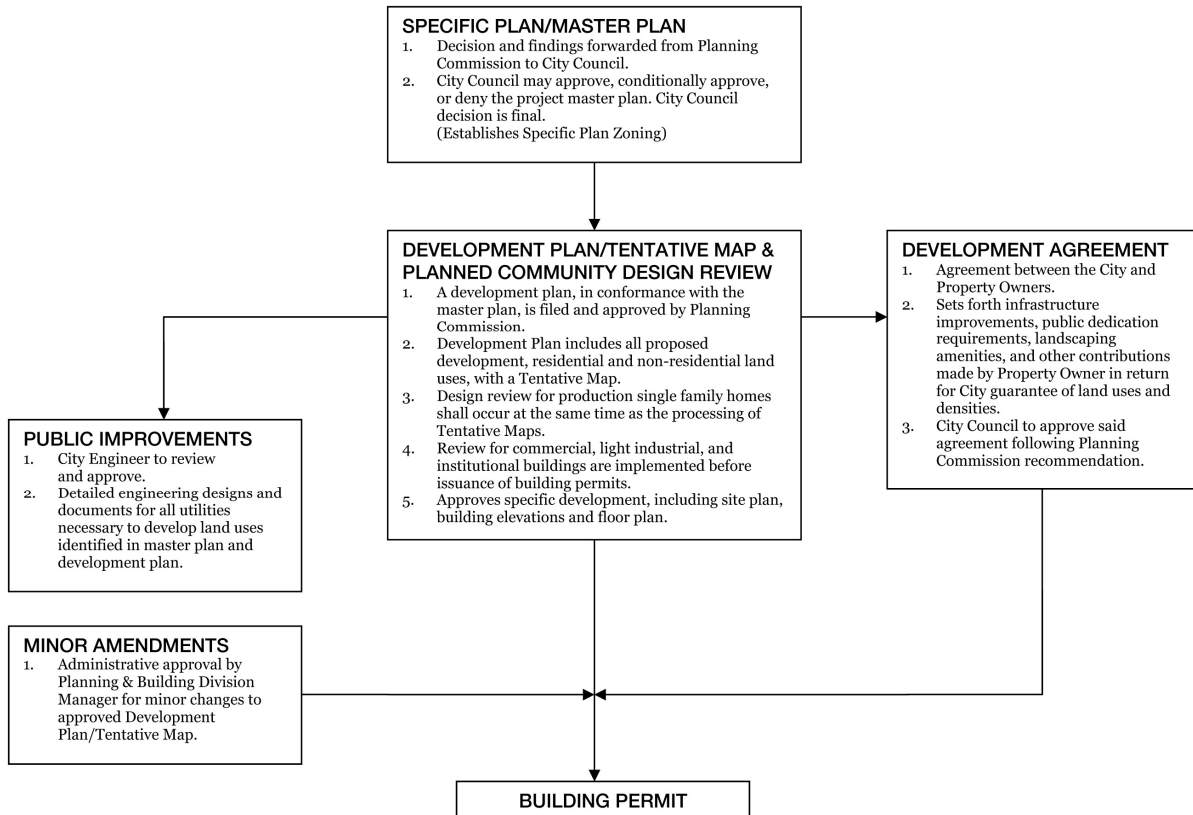 SPECIFIC PLAN/MASTER PLAN
1. Decision and findings forwarded from Planning
Commission to City Council.
2. City Council may approve, conditionally approve,
or deny the project master plan. City Council
decision is final.
(Establishes Specific Plan Zoning)
DEVELOPMENT PLAN/TENTATIVE MAP &
PLANNED COMMUNITY DESIGN REVIEW
1. A development plan, in conformance with the
master plan, is filed and approved by Planning
Commission.
2. Development Plan includes all proposed
development, residential and non-residential land
uses, with a Tentative Map.
3. Design review for production single family homes
shall occur at the same time as the processing of
Tentative Maps.
4. Review for commercial, light industrial, and
institutional buildings are implemented before
issuance of building permits.
5. Approves specific development, including site plan,
building elevations and floor plan.
DEVELOPMENT AGREEMENT
1. Agreement between the City and
Property Owners.
2. Sets forth infrastructure
improvements, public dedication
requirements, landscaping
amenities, and other contributions
made by Property Owner in return
for City guarantee of land uses and
densities.
3. City Council to approve said
agreement following Planning
Commission recommendation.
PUBLIC IMPROVEMENTS
1. City Engineer to review
and approve.
2. Detailed engineering designs and
documents for all utilities
necessary to develop land uses
identified in master plan and
development plan.
MINOR AMENDMENTS
1. Administrative approval by
Planning & Building Division
Manager for minor changes to
approved Development
Plan/Tentative Map.
BUILDING PERMIT